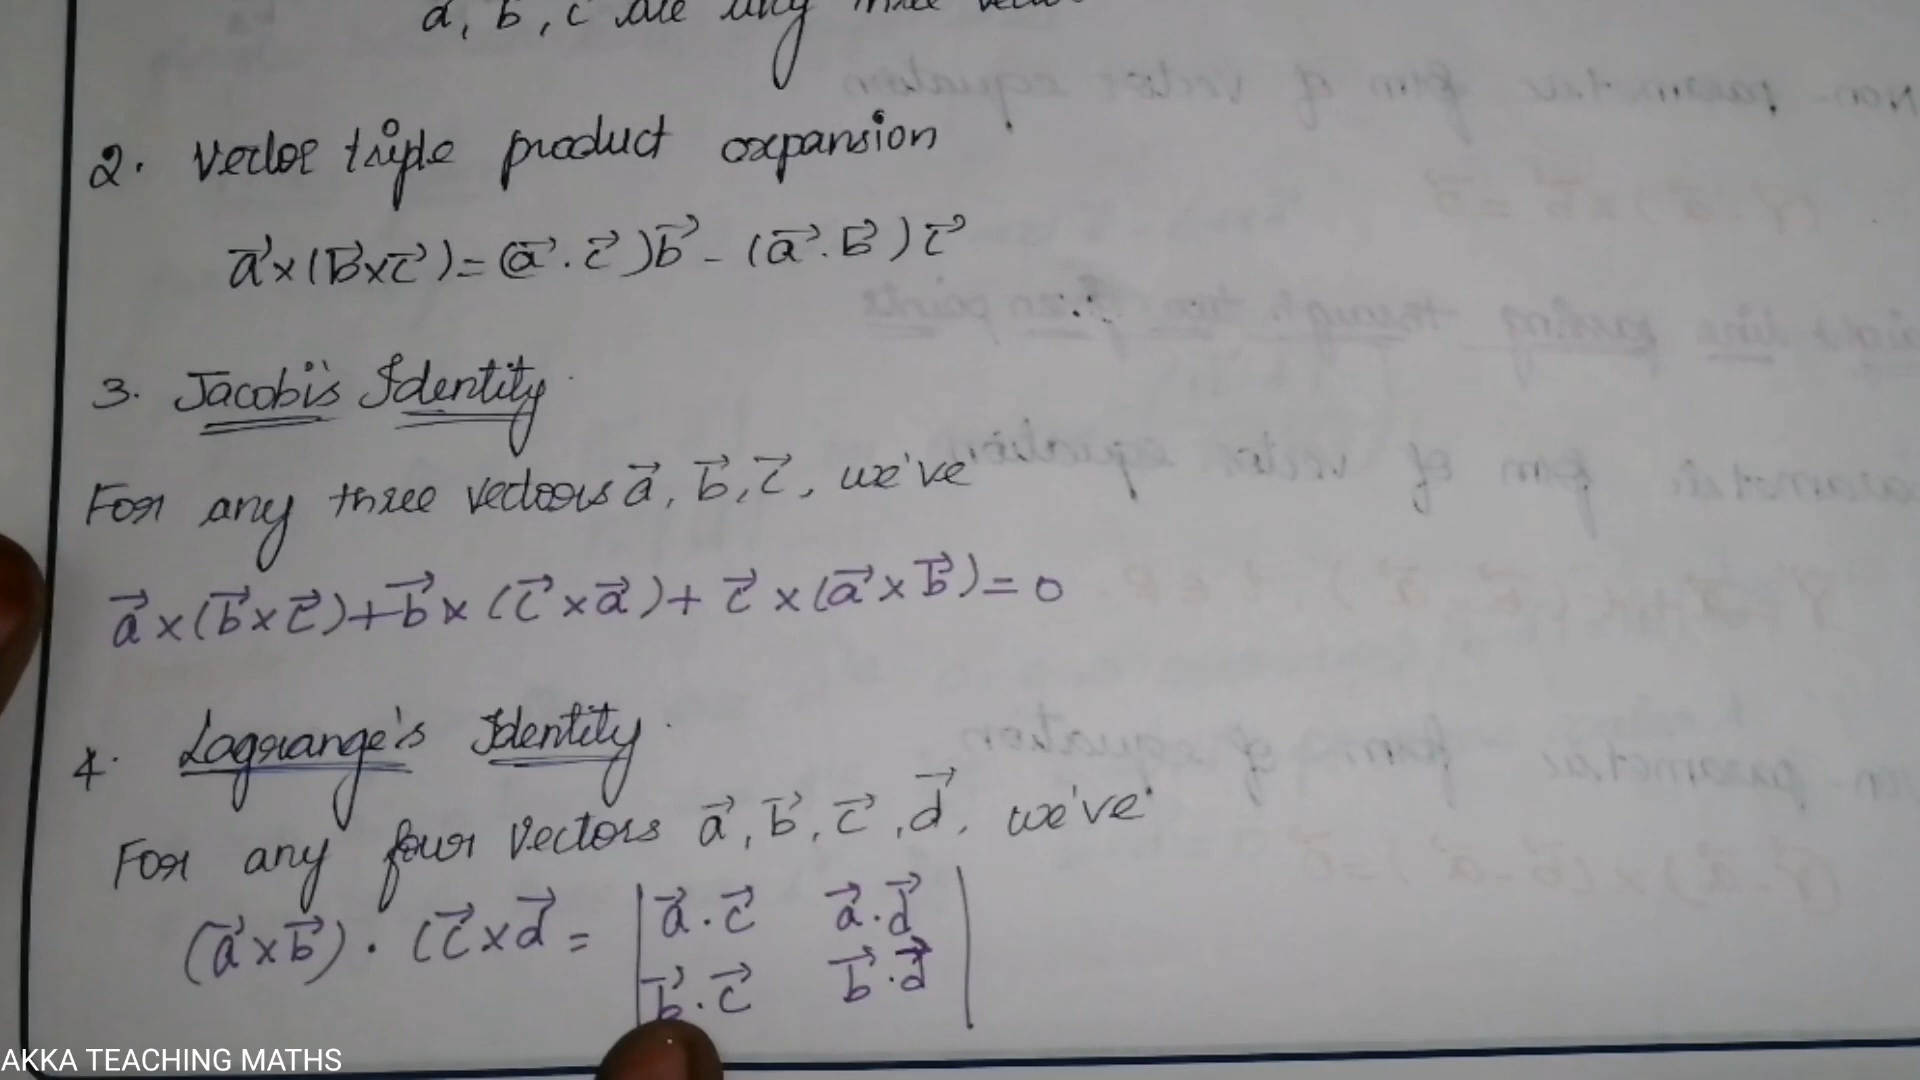 a, b, c are any three
2. Vector triple product expansion
a⃗×(b⃗×c⃗)=(a⃗.c⃗)b⃗-(a⃗.b⃗)c⃗
3. Jacobi's Identity
For any three vectors a⃗, b⃗, c⃗, we've
a⃗×(b⃗×c⃗)+b⃗×(c⃗×a⃗)+c⃗×(a⃗×b⃗)=0
4. Lagrange's Identity
For any four vectors a⃗, b⃗, c⃗, d⃗, we've
(a⃗×b⃗).(c⃗×d⃗ = |a⃗.c⃗ a⃗.d⃗|
|b⃗.c⃗ b⃗.d⃗|
AKKA TEACHING MATHS